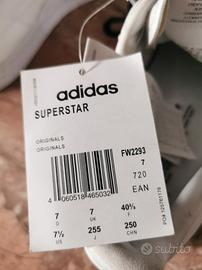 adidas
SUPERSTAR
ORIGINALS
ORIGINALS
FW2293
7
720
EAN
4 060518 465032
7 7 40⅔
D UK F
7½ 255 250
US J CHN
subito